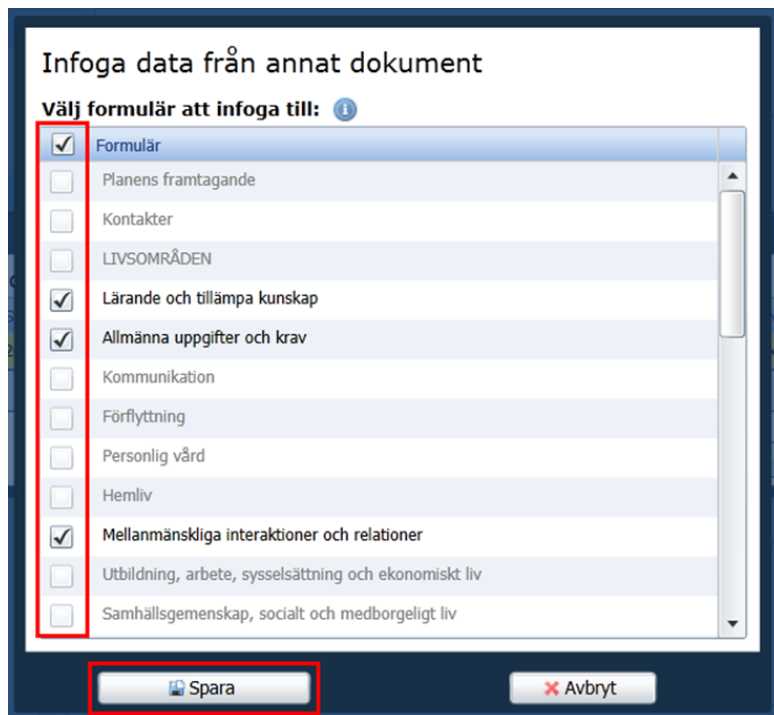 Infoga data från annat dokument
Välj formulär att infoga till:
Formulär
Planens framtagande
Kontakter
LIVSOMRÅDEN
Lärande och tillämpa kunskap
Allmänna uppgifter och krav
Kommunikation
Förflyttning
Personlig vård
Hemliv
Mellanmänskliga interaktioner och relationer
Utbildning, arbete, sysselsättning och ekonomiskt liv
Samhällsgemenskap, socialt och medborgeligt liv
Spara
Avbryt